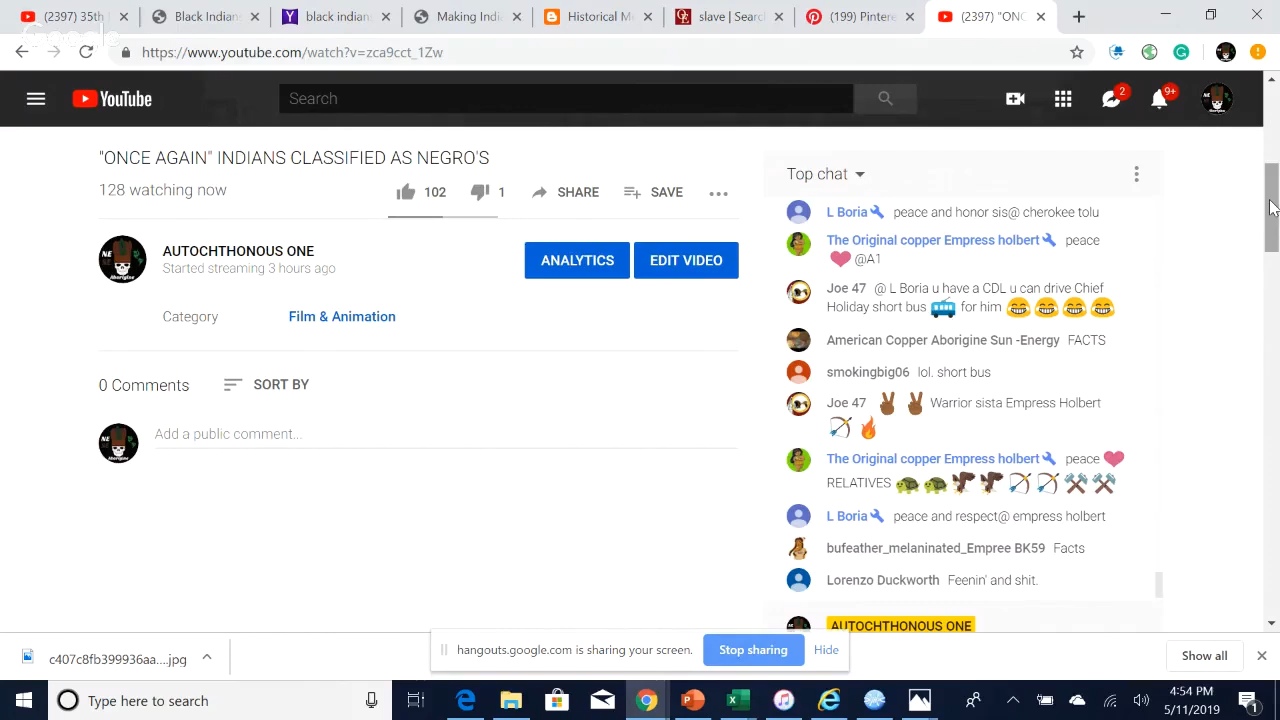 (2397) 35th
Black Indian
black indians
Making Indi
Historical M
slave | Search
(199) Pintere
(2397) "ONC
https://www.youtube.com/watch?v=zca9cct_1Zw
YouTube
Search
2
9+
"ONCE AGAIN" INDIANS CLASSIFIED AS NEGRO'S
128 watching now
102
1
SHARE
SAVE
AUTOCHTHONOUS ONE
Started streaming 3 hours ago
ANALYTICS
EDIT VIDEO
Category
Film & Animation
0 Comments
SORT BY
Add a public comment...
Top chat
L Boria peace and honor sis@ cherokee tolu
The Original copper Empress holbert peace
@A1
Joe 47 @ L Boria u have a CDL u can drive Chief
Holiday short bus for him
American Copper Aborigine Sun -Energy FACTS
smokingbig06 lol. short bus
Joe 47 Warrior sista Empress Holbert
The Original copper Empress holbert peace
RELATIVES
L Boria peace and respect@ empress holbert
bufeather_melaninated_Empree BK59 Facts
Lorenzo Duckworth Feenin' and shit.
AUTOCHTHONOUS ONE
c407c8fb399936aa....jpg
hangouts.google.com is sharing your screen.
Stop sharing
Hide
Show all
Type here to search
4:54 PM
5/11/2019
1